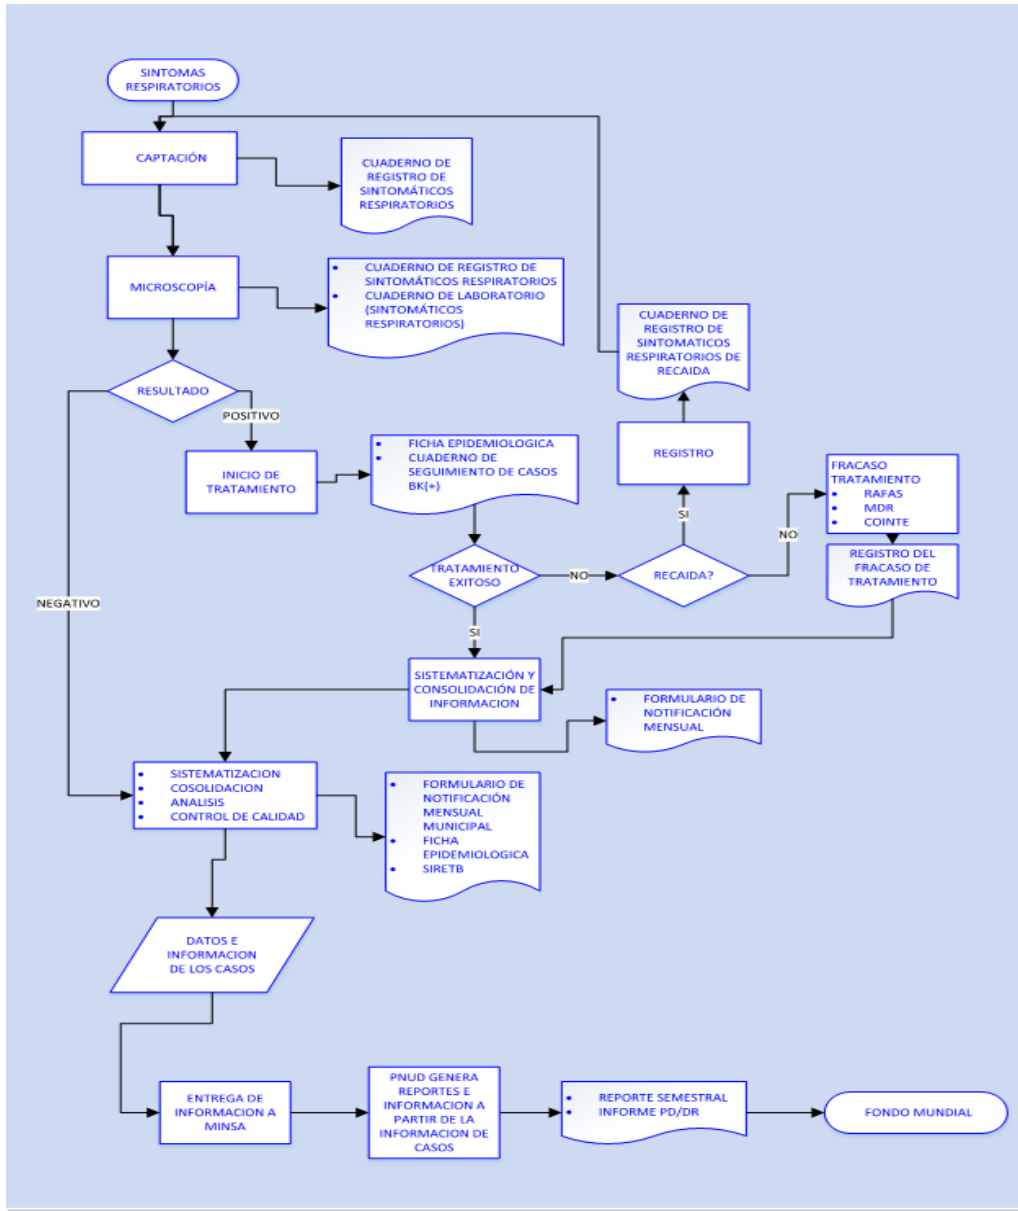 SINTOMAS
RESPIRATORIOS
CAPTACIÓN
CUADERNO DE
REGISTRO DE
SINTOMÁTICOS
RESPIRATORIOS
MICROSCOPÍA
• CUADERNO DE REGISTRO DE
SINTOMÁTICOS RESPIRATORIOS
• CUADERNO DE LABORATORIO
(SINTOMÁTICOS
RESPIRATORIOS)
CUADERNO DE
REGISTRO DE
SINTOMATICOS
RESPIRATORIOS DE
RECAIDA
RESULTADO
POSITIVO
INICIO DE
TRATAMIENTO
• FICHA EPIDEMIOLOGICA
• CUADERNO DE
SEGUIMIENTO DE CASOS
BK(+)
REGISTRO
FRACASO
TRATAMIENTO
• RAFAS
• MDR
• COINTE
SI
NO
REGISTRO DEL
FRACASO DE
TRATAMIENTO
TRATAMIENTO
EXITOSO
NO
RECAIDA?
NEGATIVO
SI
SISTEMATIZACIÓN Y
CONSOLIDACIÓN DE
INFORMACION
• FORMULARIO DE
NOTIFICACIÓN
MENSUAL
• SISTEMATIZACION
• COSOLIDACION
• ANALISIS
• CONTROL DE CALIDAD
• FORMULARIO DE
NOTIFICACIÓN
MENSUAL
MUNICIPAL
• FICHA
EPIDEMIOLOGICA
• SIRETB
DATOS E
INFORMACION
DE LOS CASOS
ENTREGA DE
INFORMACION A
MINSA
PNUD GENERA
REPORTES E
INFORMACION A
PARTIR DE LA
INFORMACION DE
CASOS
• REPORTE SEMESTRAL
• INFORME PD/DR
FONDO MUNDIAL